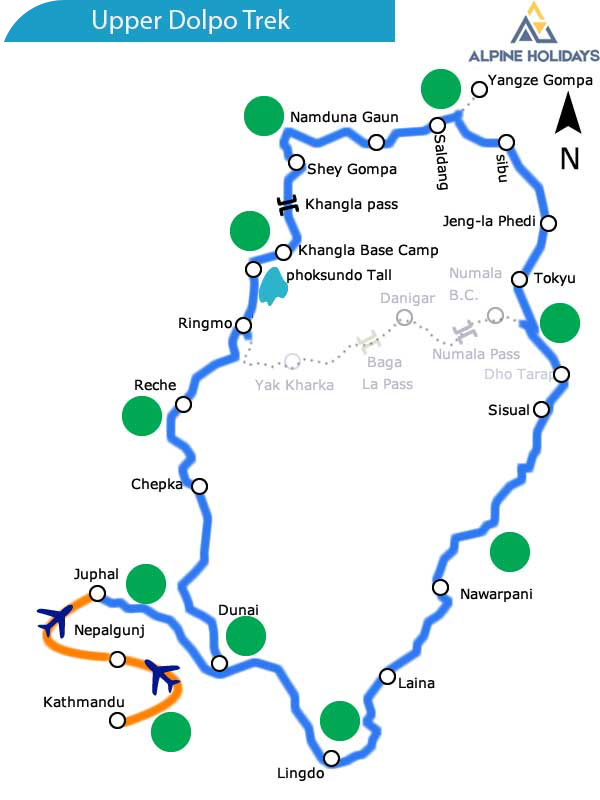 Upper Dolpo Trek
ALPINE HOLIDAYS
Yangze Gompa
N
Namduna Gaun
Saldang
sibu
Shey Gompa
Khangla pass
Jeng-la Phedi
Khangla Base Camp
phoksundo Tall
Numala
B.C.
Tokyu
Danigar
Ringmo
Numala Pass
Baga
La Pass
Yak Kharka
Dho Tarap
Reche
Sisual
Chepka
Juphal
Nawarpani
Dunai
Nepalgunj
Laina
Kathmandu
Lingdo